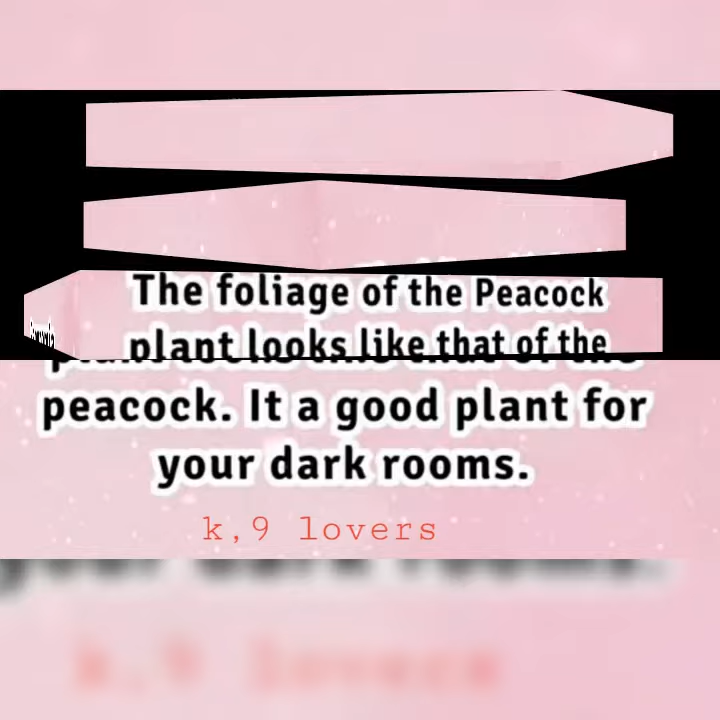 The foliage of the Peacock
plant looks like that of the
peacock. It a good plant for
your dark rooms.
k,9 lovers